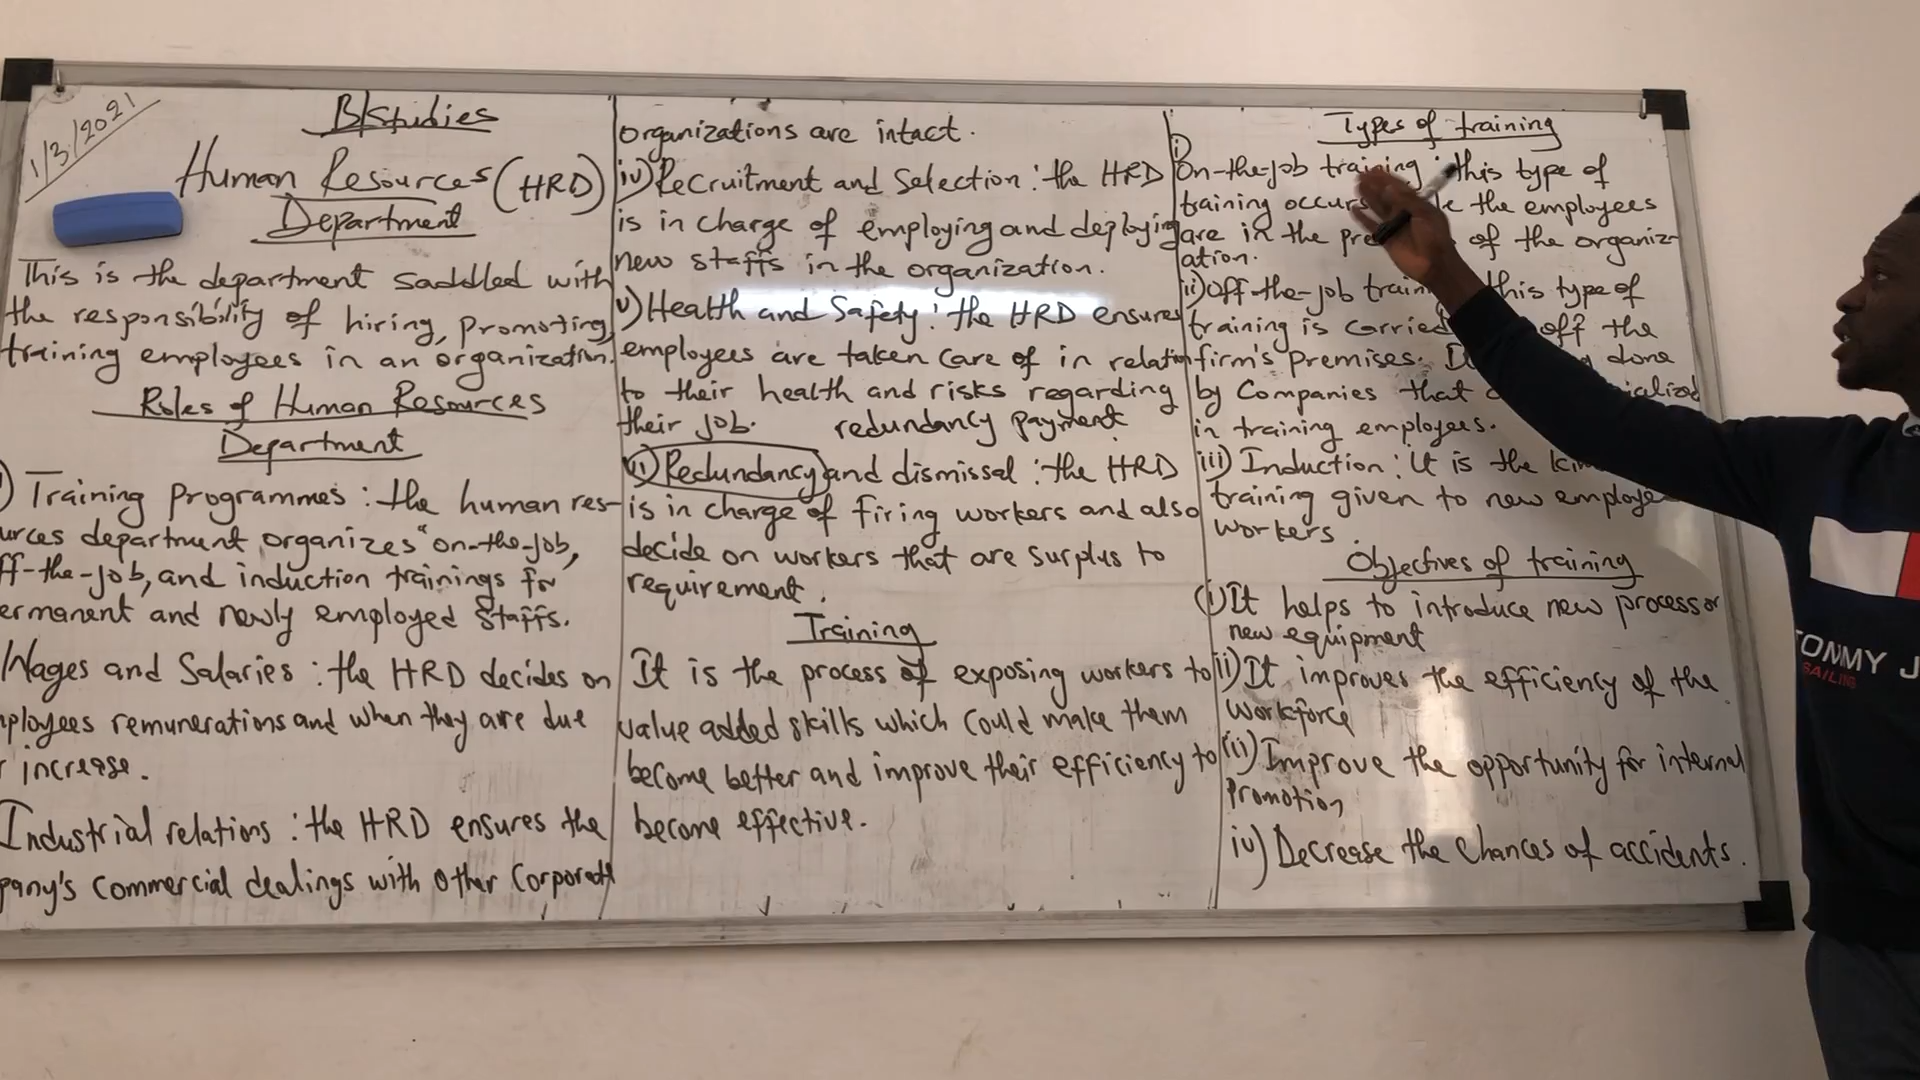 1/3/2021
B/Studies
Human Resources (HRD)
Department
This is the department saddled with
the responsibility of hiring, promoting,
training employees in an organization.
Roles of Human Resources
Department
) Training Programmes : the human res-
urces department organizes "on-the-job,
ff-the-job, and induction trainings for
ermanent and newly employed staffs.
Wages and Salaries : the HRD decides on
ployees remunerations and when they are due
r increase.
Industrial relations : the HRD ensures the
pany's commercial dealings with other Corporate
organizations are intact.
iv) Recruitment and Selection : the HRD
is in charge of employing and deploying
new staffs in the organization.
v) Health and Safety : the HRD ensures
employees are taken care of in relation
to their health and risks regarding
their job. redundancy payment
vi) Redundancy and dismissal : the HRD
is in charge of firing workers and also
decide on workers that are surplus to
requirement.
Training
It is the process of exposing workers to
value added skills which could make them
become better and improve their efficiency to
become effective.
Types of training
i)
On-the-job training : this type of
training occurs the employees
are in the of the organiz-
ation.
ii) Off-the-job this type of
training is carried off the
firm's premises. done
by Companies that
in training employees.
iii) Induction : It is the
training given to new
workers.
Objectives of training
(i) It helps to introduce new process or
new equipment
ii) It improves the efficiency of the
workforce
iii) Improve the opportunity for internal
Promotion
iv) Decrease the chances of accidents.
TOMMY J
SAILING